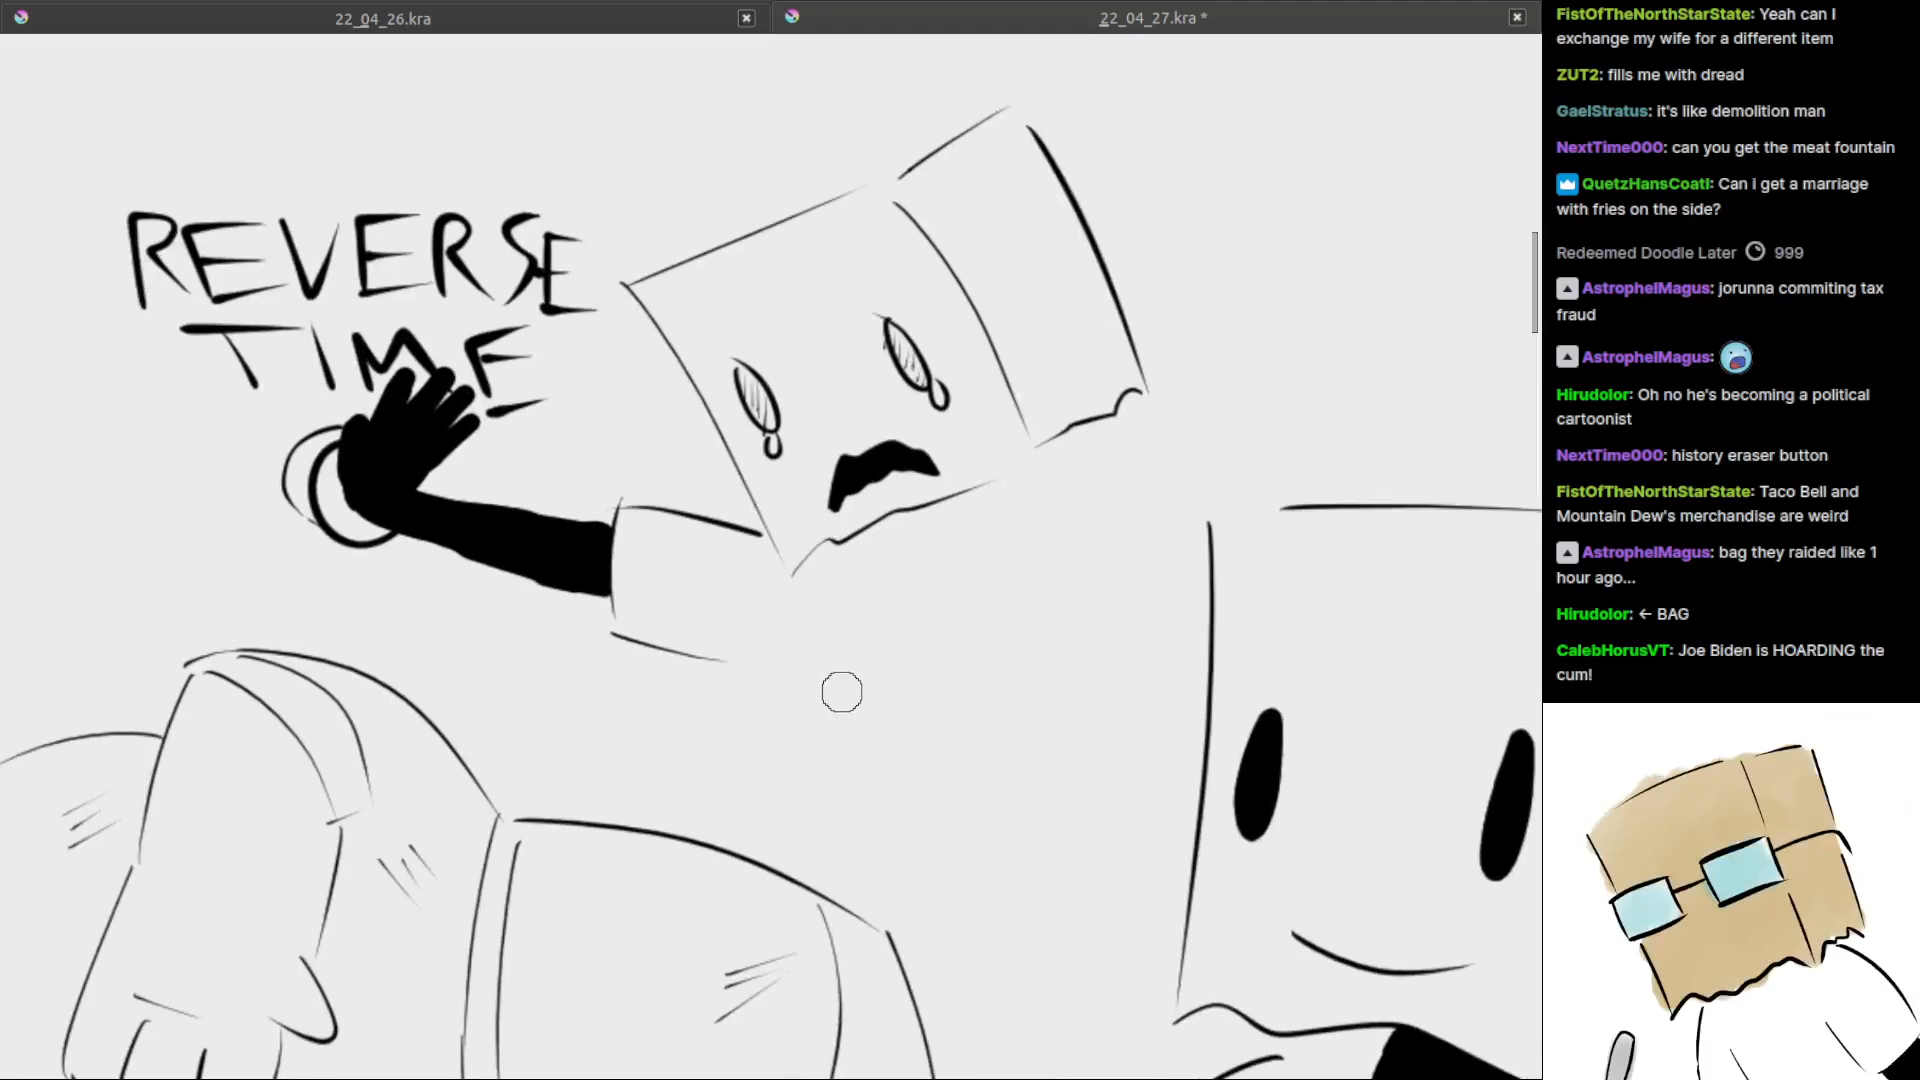 22_04_26.kra
22_04_27.kra *
REVERSE
TIME
FistOfTheNorthStarState: Yeah can I
exchange my wife for a different item
ZUT2: fills me with dread
GaelStratus: it's like demolition man
NextTime000: can you get the meat fountain
QuetzHansCoatl: Can i get a marriage
with fries on the side?
Redeemed Doodle Later 999
AstrophelMagus: jorunna commiting tax
fraud
AstrophelMagus:
Hirudolor: Oh no he's becoming a political
cartoonist
NextTime000: history eraser button
FistOfTheNorthStarState: Taco Bell and
Mountain Dew's merchandise are weird
AstrophelMagus: bag they raided like 1
hour ago...
Hirudolor: ← BAG
CalebHorusVT: Joe Biden is HOARDING the
cum!